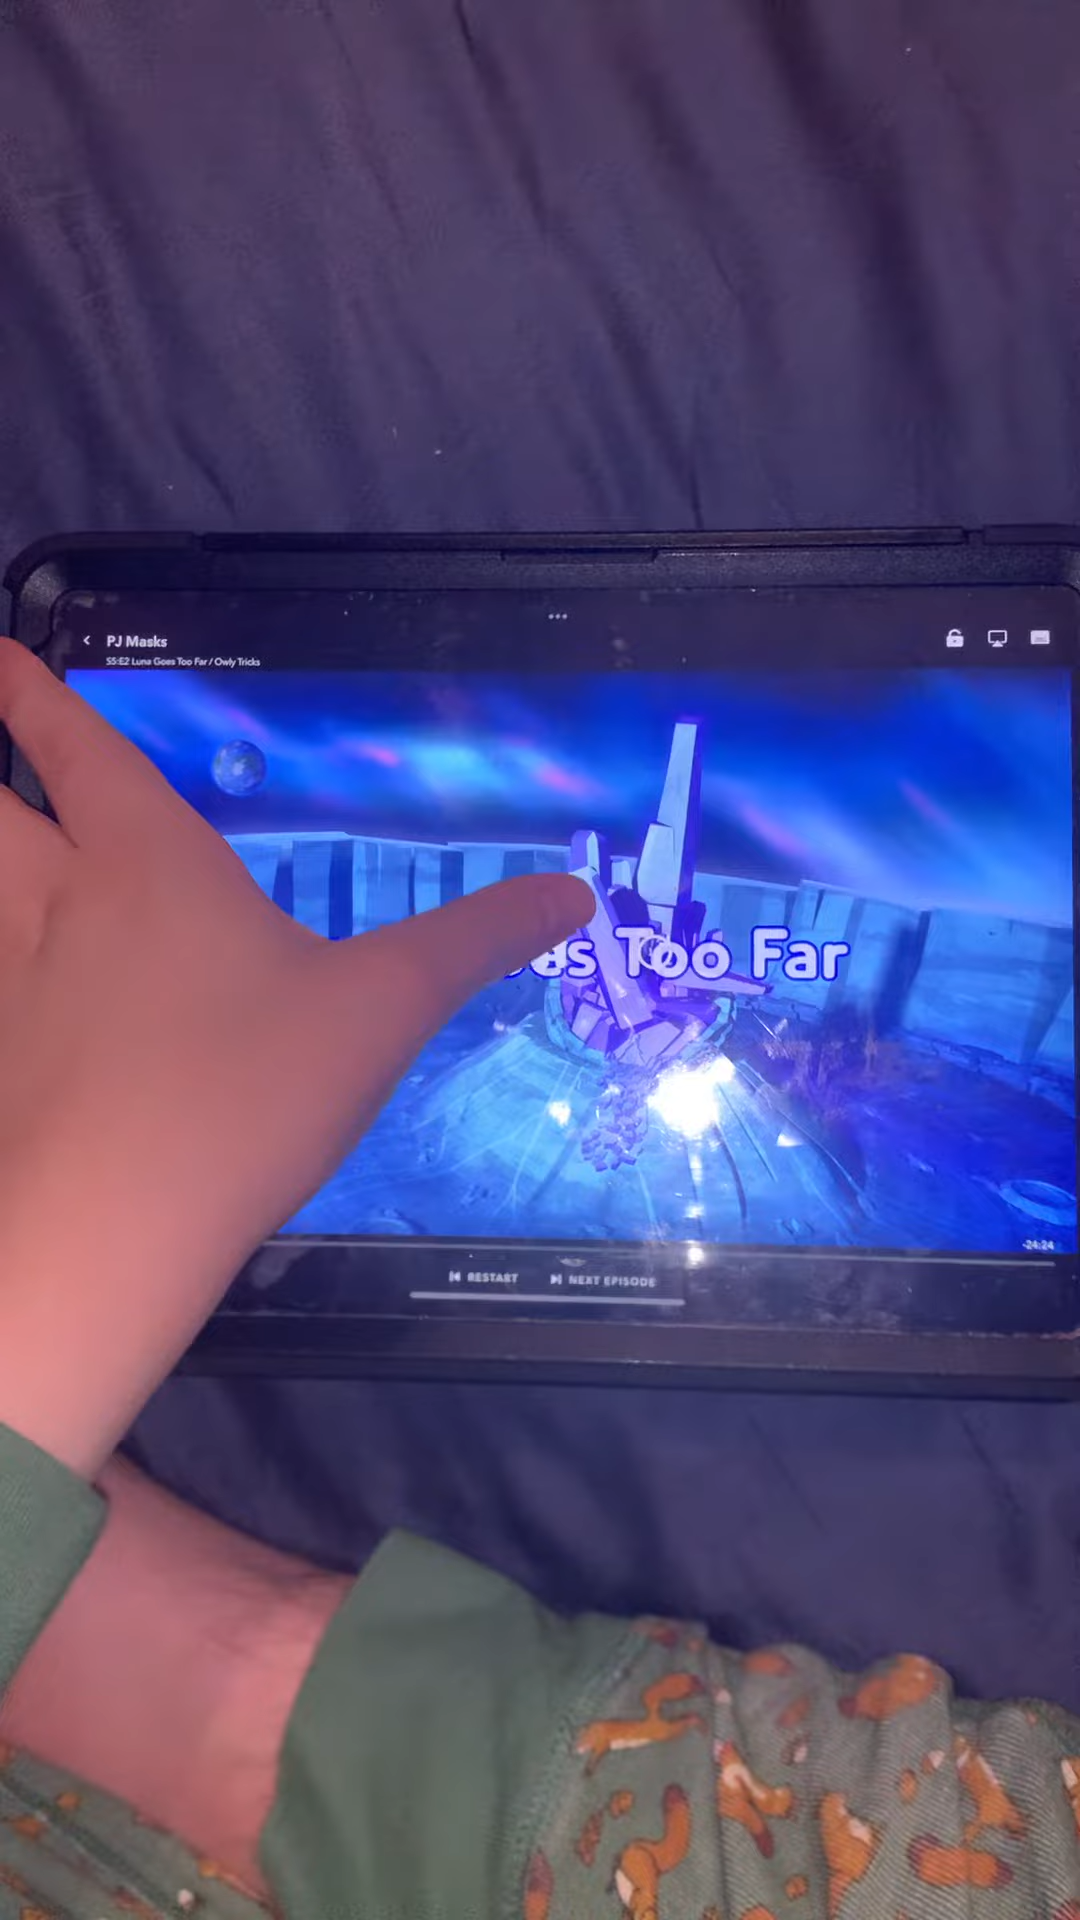 PJ Masks
S5:E2 Luna Goes Too Far / Owly Tricks
Too Far
-24:24
RESTART
NEXT EPISODE